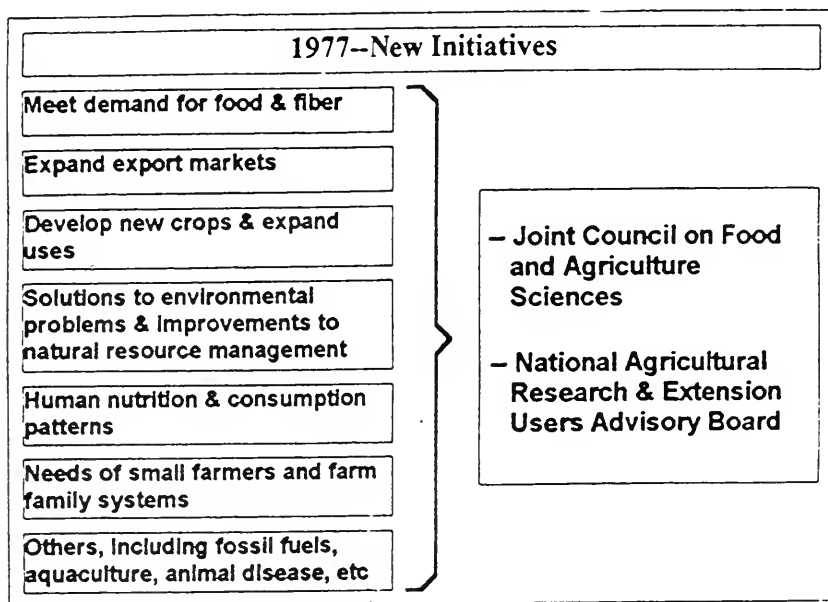 1977--New Initiatives
Meet demand for food & fiber
Expand export markets
Develop new crops & expand
uses
Solutions to environmental
problems & improvements to
natural resource management
Human nutrition & consumption
patterns
Needs of small farmers and farm
family systems
Others, including fossil fuels,
aquaculture, animal disease, etc
– Joint Council on Food
and Agriculture
Sciences
– National Agricultural
Research & Extension
Users Advisory Board